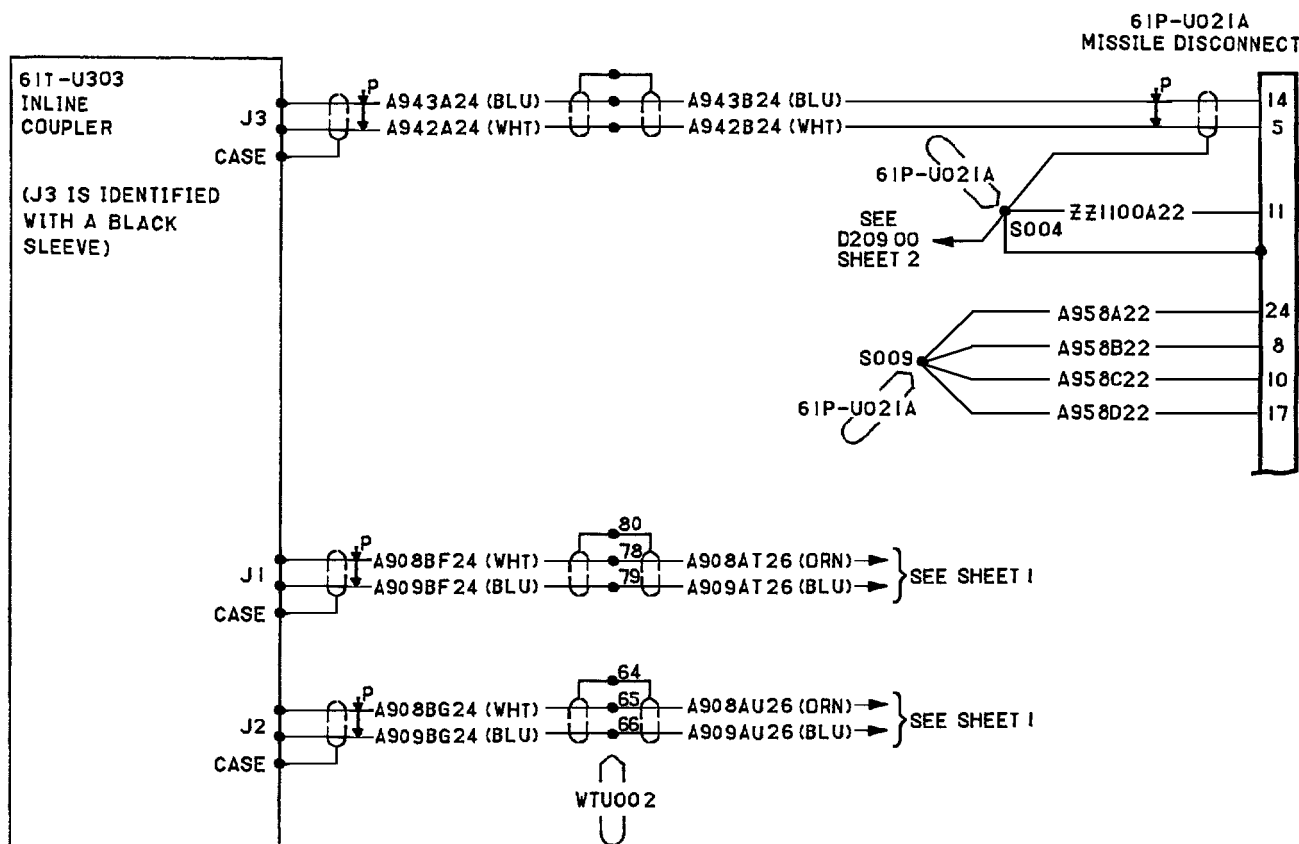 61P-U021A
MISSILE DISCONNECT
61T-U303
INLINE
COUPLER
J3
CASE
(J3 IS IDENTIFIED
WITH A BLACK
SLEEVE)
P
A943A24 (BLU)
A943B24 (BLU)
P
14
A942A24 (WHT)
A942B24 (WHT)
5
61P-U021A
SEE
D209 00
SHEET 2
S004
ZZ1100A22
11
A958A22
24
S009
A958B22
8
A958C22
10
61P-U021A
A958D22
17
J1
CASE
P
80
A908BF24 (WHT)
78
A908AT26 (ORN)
A909BF24 (BLU)
79
A909AT26 (BLU)
SEE SHEET 1
J2
CASE
P
64
A908BG24 (WHT)
65
A908AU26 (ORN)
A909BG24 (BLU)
66
A909AU26 (BLU)
SEE SHEET 1
WTU002